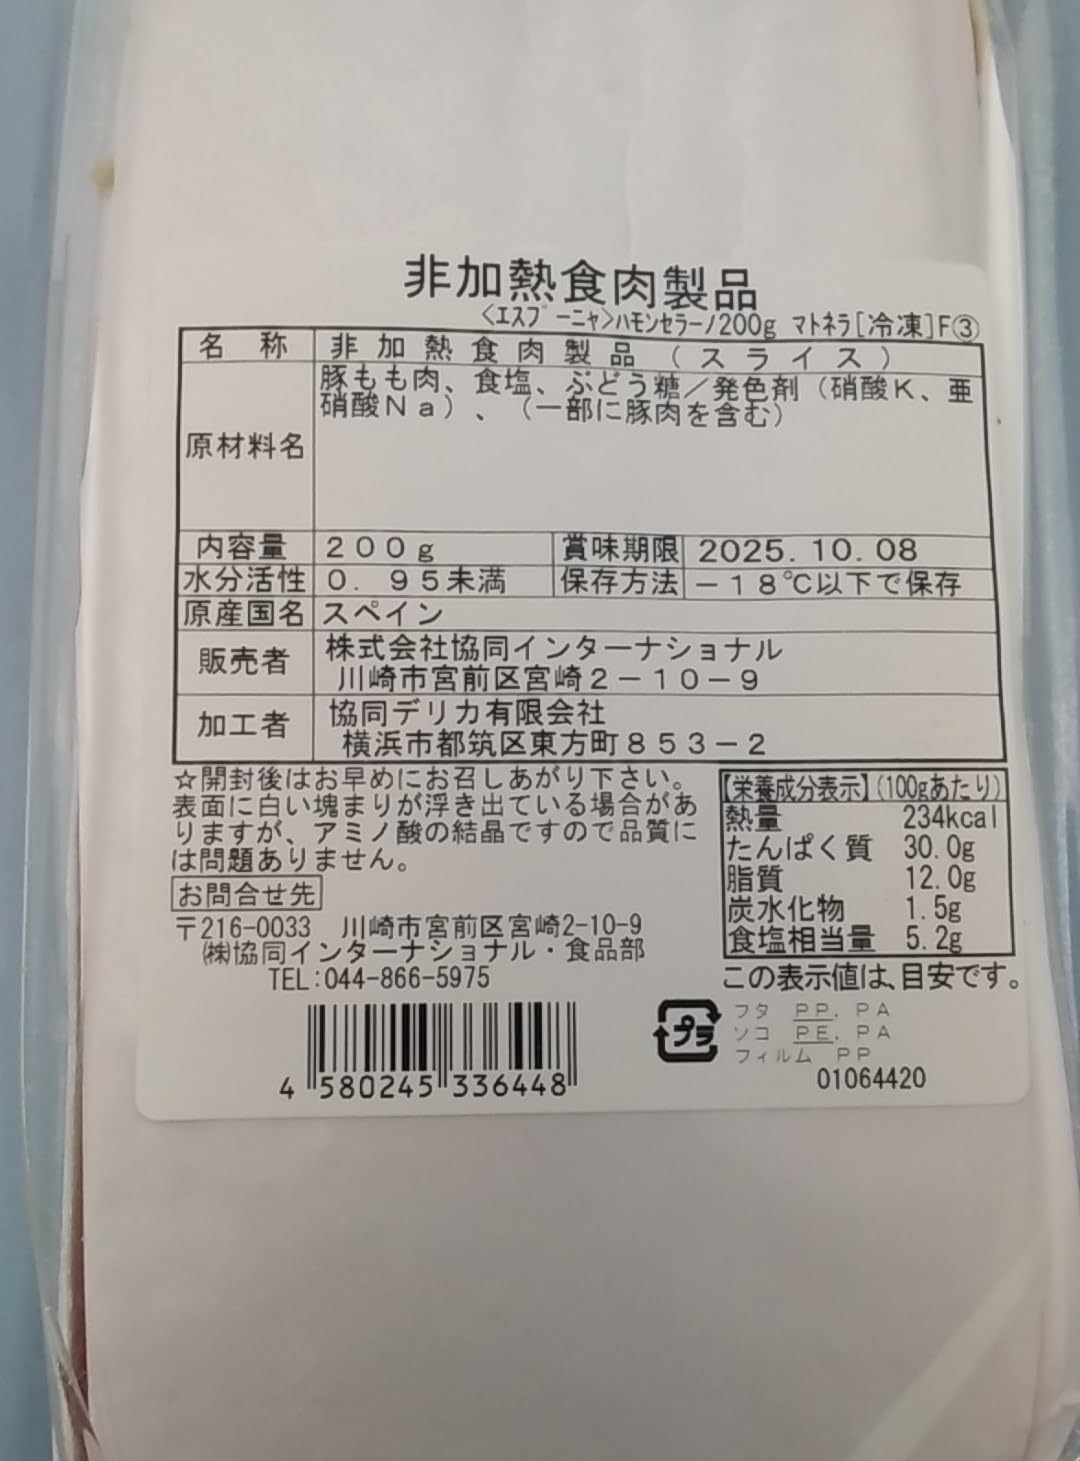 非加熱食肉製品
<エスプーニャ>ハモンセラーノ200g マトネラ[冷凍]F③
名 称 非加熱食肉製品（スライス）
原材料名 豚もも肉、食塩、ぶどう糖／発色剤（硝酸Ｋ、亜
硝酸Ｎａ）、（一部に豚肉を含む）
内容量 ２００ｇ 賞味期限 2025.10.08
水分活性 ０．９５未満 保存方法 －１８℃以下で保存
原産国名 スペイン
販売者 株式会社協同インターナショナル
川崎市宮前区宮崎２－１０－９
加工者 協同デリカ有限会社
横浜市都筑区東方町８５３－２
☆開封後はお早めにお召しあがり下さい。
表面に白い塊まりが浮き出ている場合があ
りますが、アミノ酸の結晶ですので品質に
は問題ありません。
お問合せ先
〒216-0033 川崎市宮前区宮崎2-10-9
㈱協同インターナショナル・食品部
TEL:044-866-5975
【栄養成分表示】(100gあたり)
熱量 234kcal
たんぱく質 30.0g
脂質 12.0g
炭水化物 1.5g
食塩相当量 5.2g
この表示値は、目安です。
4 580245 336448
プラ
フタ PP, PA
ソコ PE, PA
フィルム PP
01064420